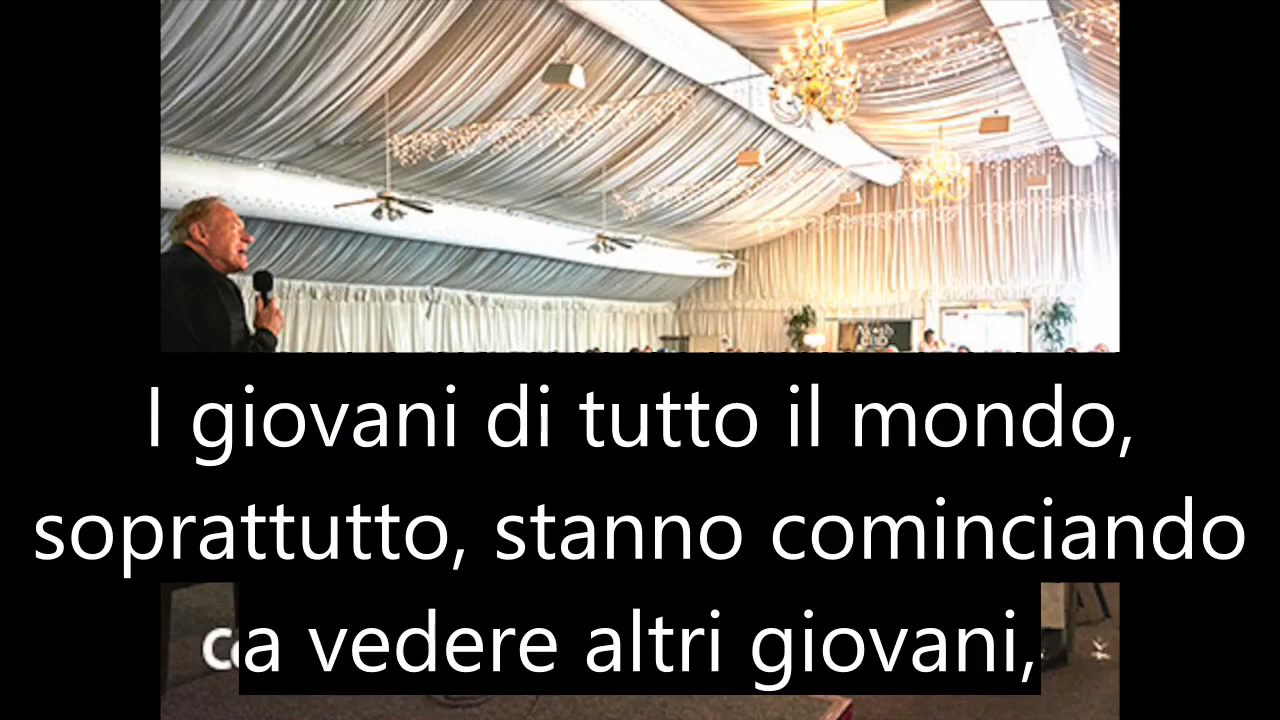 I giovani di tutto il mondo,
soprattutto, stanno cominciando
a vedere altri giovani,